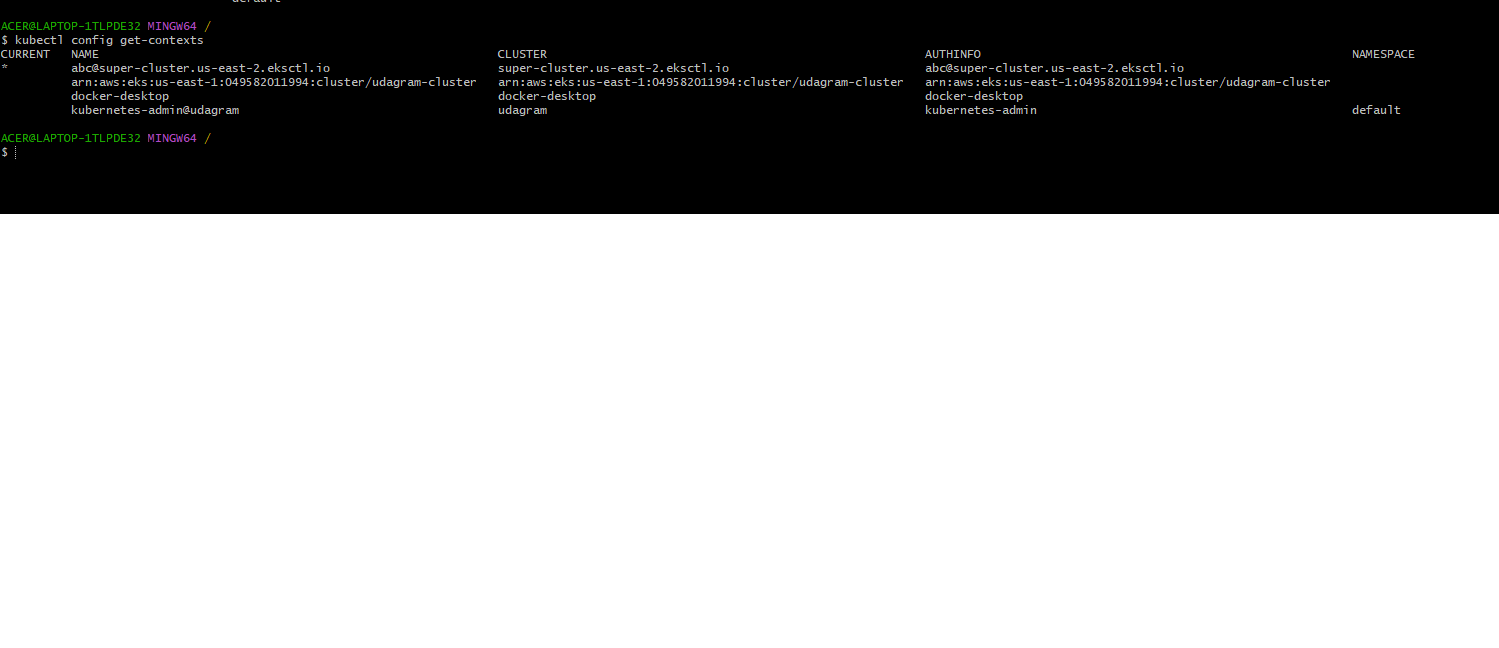 default
ACER@LAPTOP-1TLPDE32 MINGW64 /
$ kubectl config get-contexts
CURRENT NAME CLUSTER AUTHINFO NAMESPACE
* abc@super-cluster.us-east-2.eksctl.io super-cluster.us-east-2.eksctl.io abc@super-cluster.us-east-2.eksctl.io
arn:aws:eks:us-east-1:049582011994:cluster/udagram-cluster arn:aws:eks:us-east-1:049582011994:cluster/udagram-cluster arn:aws:eks:us-east-1:049582011994:cluster/udagram-cluster
docker-desktop docker-desktop docker-desktop
kubernetes-admin@udagram udagram kubernetes-admin default
ACER@LAPTOP-1TLPDE32 MINGW64 /
$